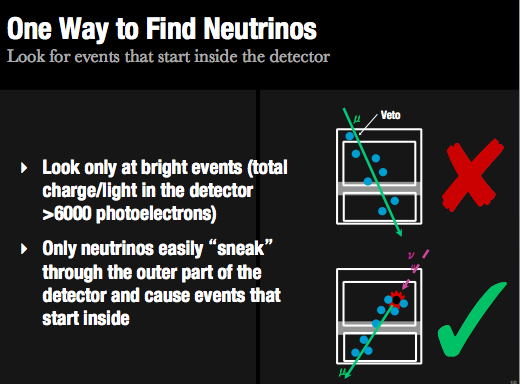 One Way to Find Neutrinos
Look for events that start inside the detector
μ
Veto
Look only at bright events (total
charge/light in the detector
>6000 photoelectrons)
Only neutrinos easily “sneak”
through the outer part of the
detector and cause events that
start inside
ν
μ